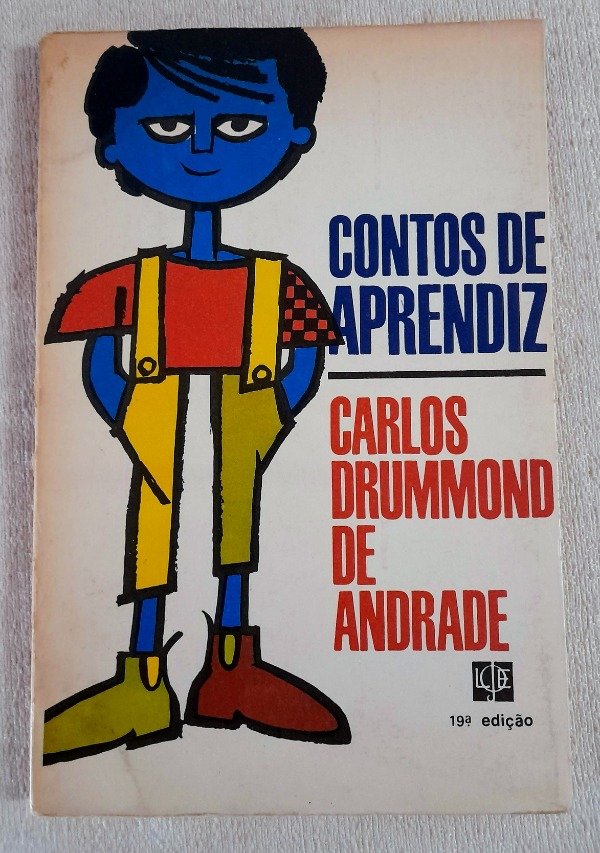 CONTOS DE
APRENDIZ
CARLOS
DRUMMOND
DE
ANDRADE
19ª edição